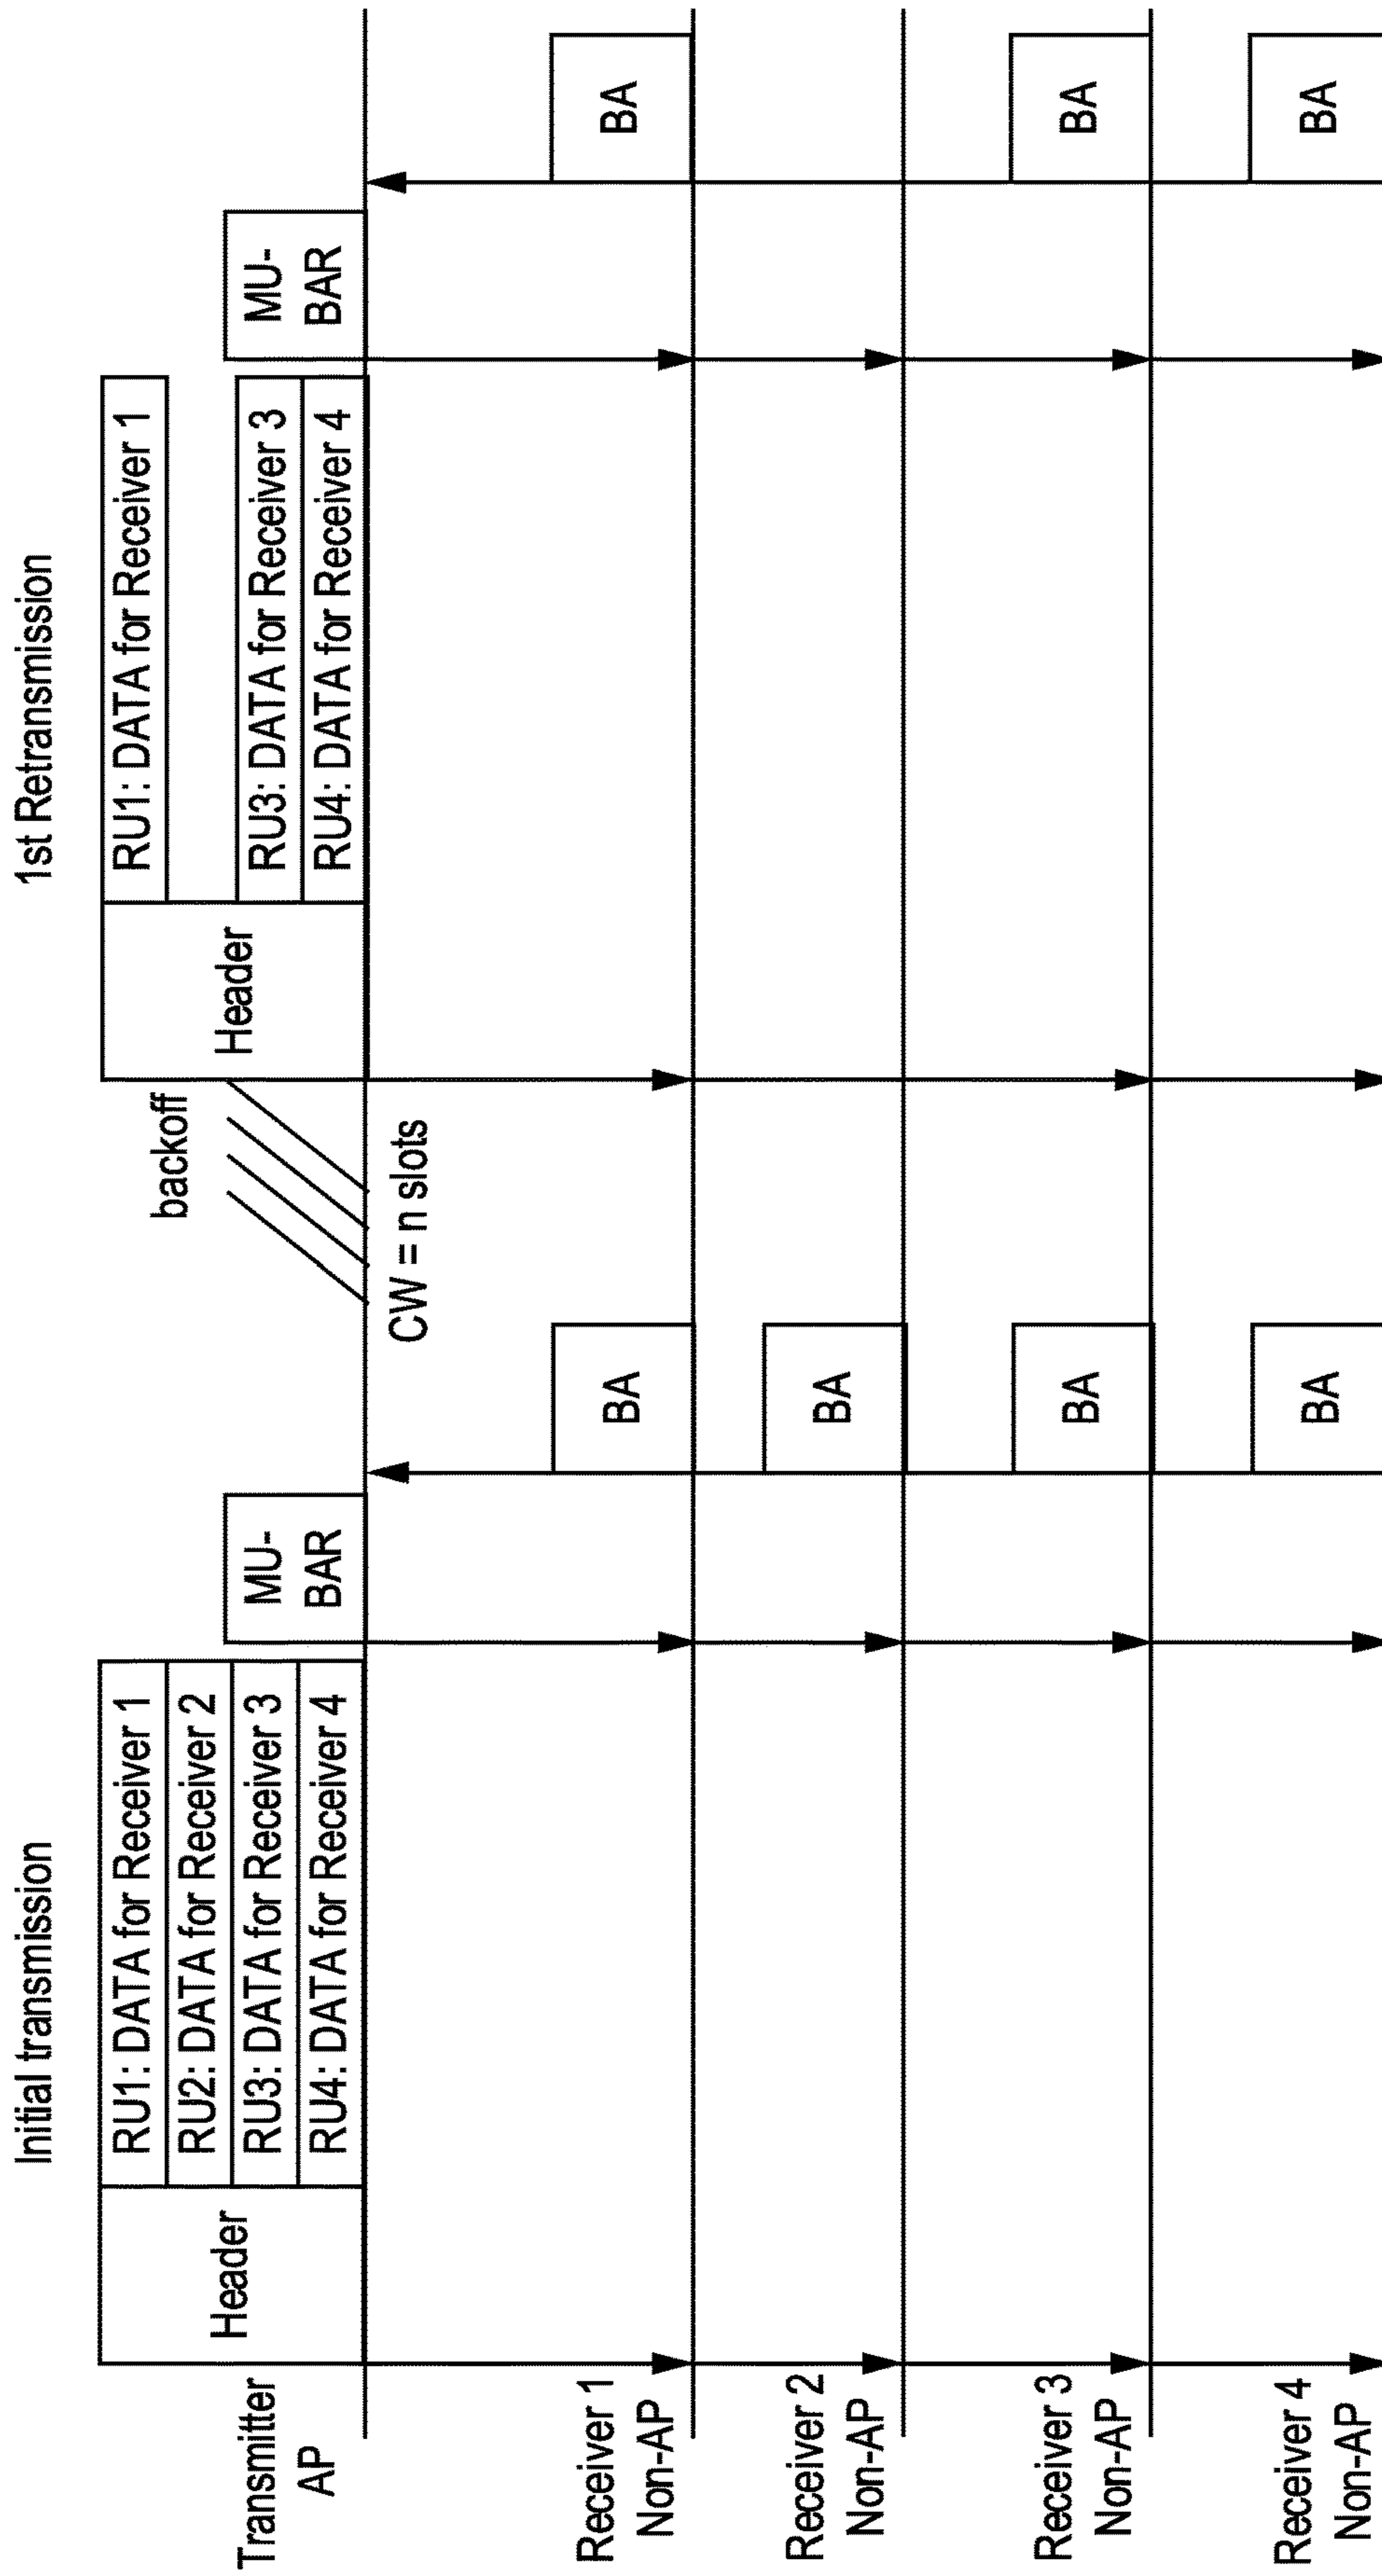 Initial transmission
1st Retransmission
Transmitter
AP
Header
RU1: DATA for Receiver 1
RU2: DATA for Receiver 2
RU3: DATA for Receiver 3
RU4: DATA for Receiver 4
MU-
BAR
backoff
CW = n slots
Header
RU1: DATA for Receiver 1
RU3: DATA for Receiver 3
RU4: DATA for Receiver 4
MU-
BAR
Receiver 1
Non-AP
BA
BA
Receiver 2
Non-AP
BA
Receiver 3
Non-AP
BA
BA
Receiver 4
Non-AP
BA
BA